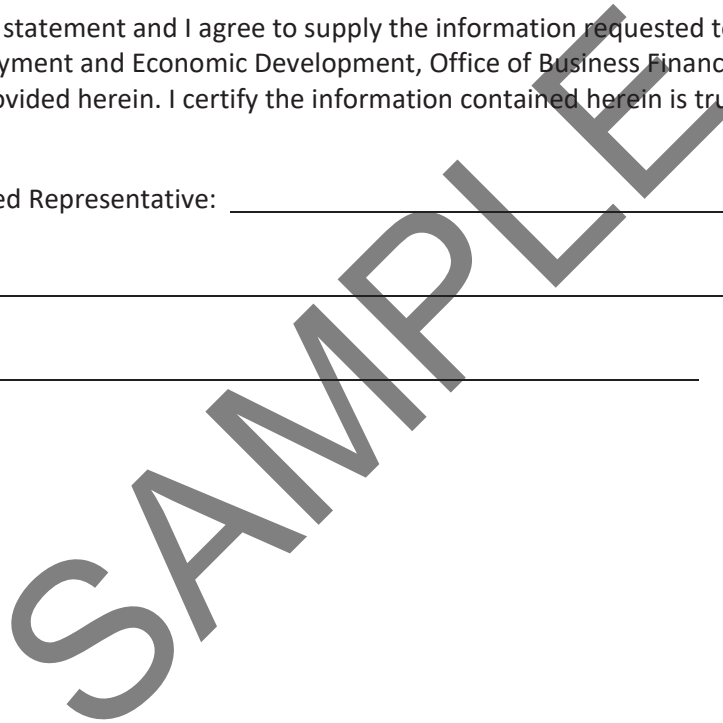 statement and I agree to supply the information requested to
yment and Economic Development, Office of Business Financ
ovided herein. I certify the information contained herein is tru
ed Representative:
SAMPLE